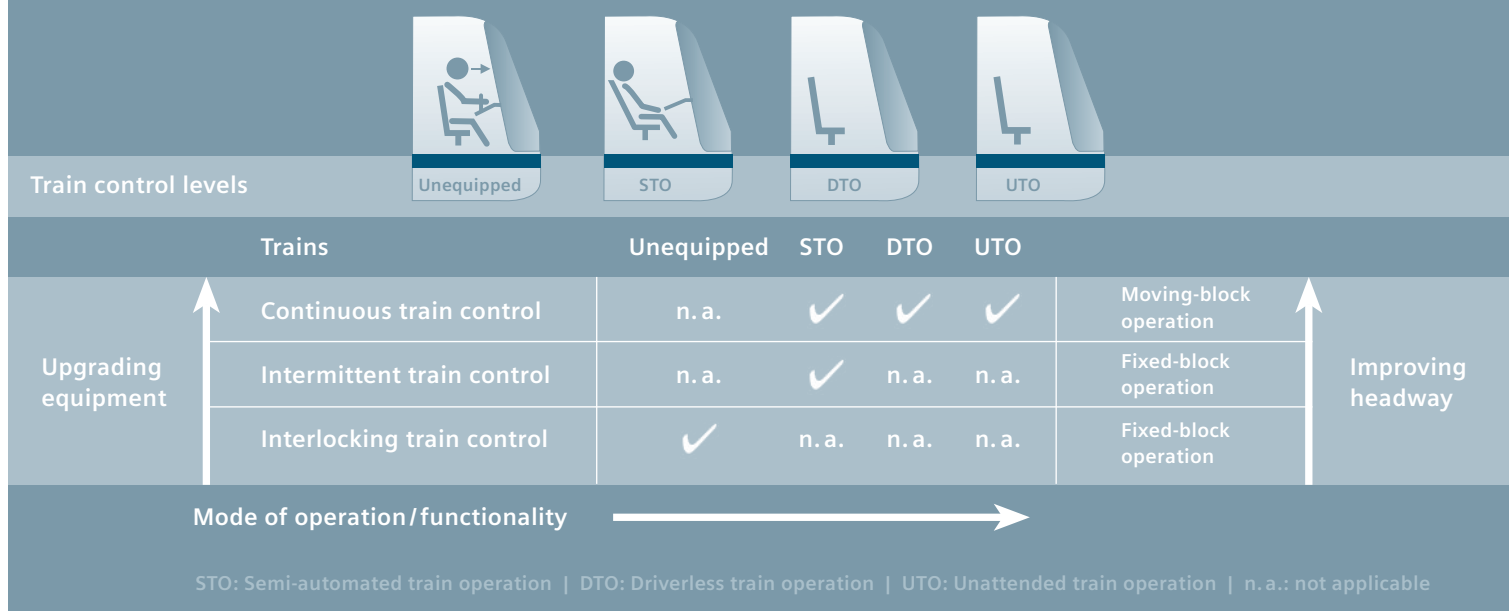 Unequipped STO DTO UTO
Train control levels
Trains Unequipped STO DTO UTO
Continuous train control n. a. ✓ ✓ ✓ Moving-block
operation
Upgrading
equipment
Intermittent train control n. a. ✓ n. a. n. a. Fixed-block
operation
Improving
headway
Interlocking train control ✓ n. a. n. a. n. a. Fixed-block
operation
Mode of operation / functionality
STO: Semi-automated train operation | DTO: Driverless train operation | UTO: Unattended train operation | n. a.: not applicable